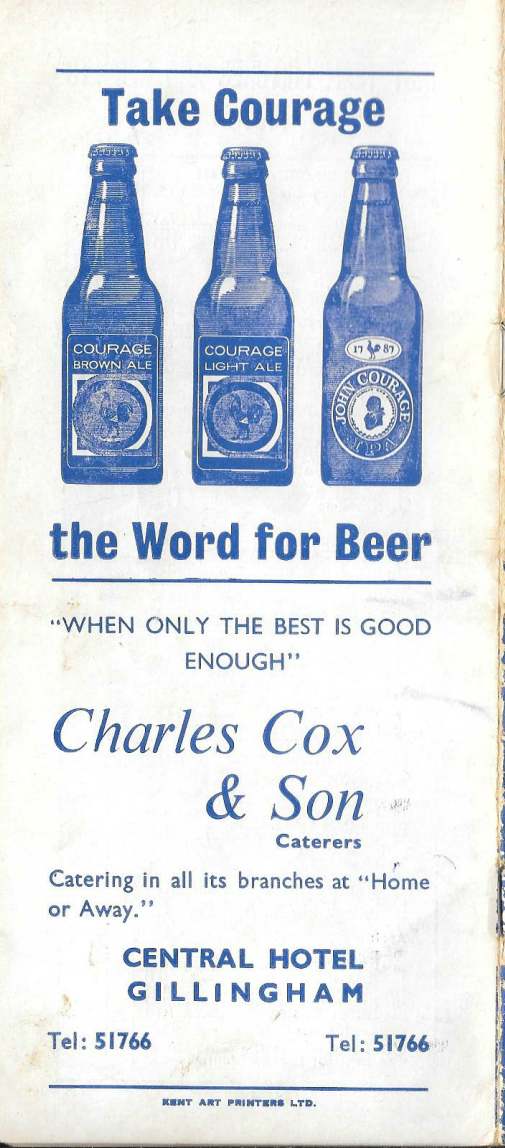 Take Courage
COURAGE
BROWN ALE
COURAGE
LIGHT ALE
17 87
JOHN COURAGE
IPA
the Word for Beer
"WHEN ONLY THE BEST IS GOOD
ENOUGH"
Charles Cox
& Son
Caterers
Catering in all its branches at "Home
or Away."
CENTRAL HOTEL
GILLINGHAM
Tel: 51766 Tel: 51766
KENT ART PRINTERS LTD.